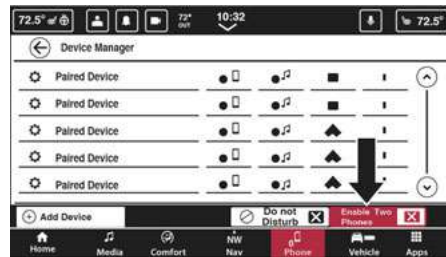 72.5° 72° OUT 10:32 72.5°
Device Manager
Paired Device
Paired Device
Paired Device
Paired Device
Paired Device
Add Device Do not Disturb Enable Two Phones
Home Media Comfort NW Nav Phone Vehicle Apps